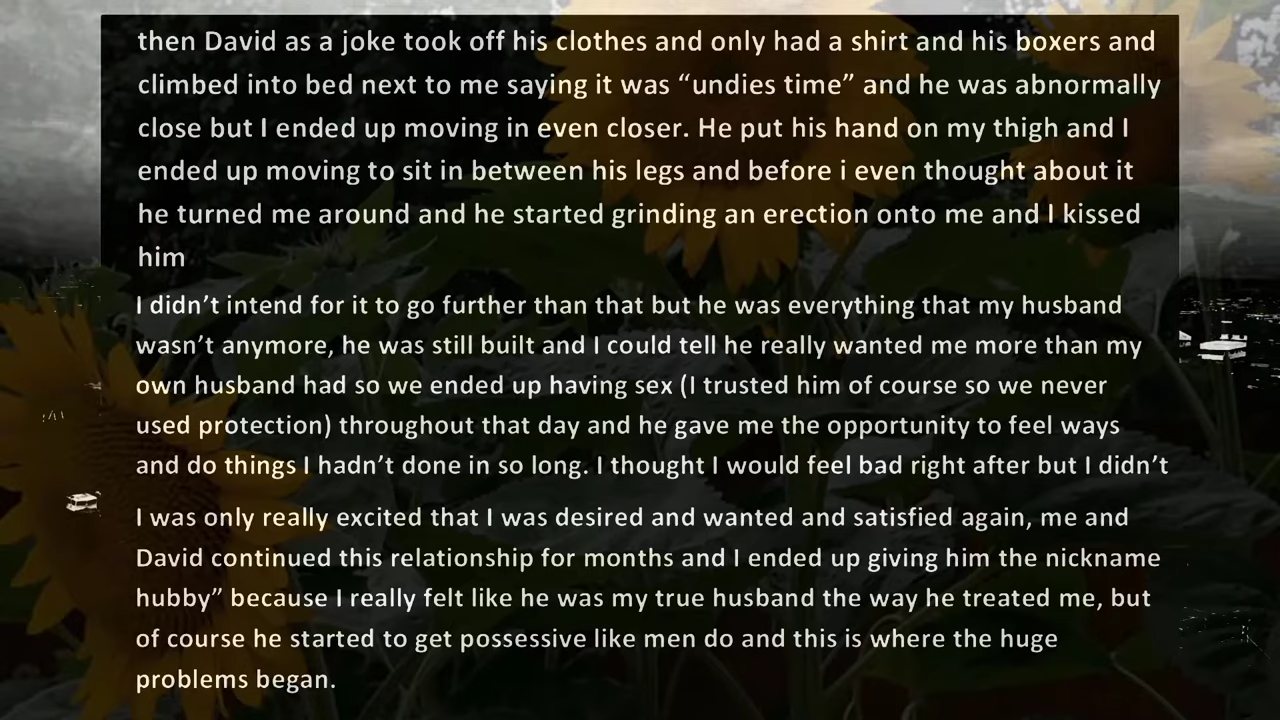 then David as a joke took off his clothes and only had a shirt and his boxers and
climbed into bed next to me saying it was “undies time” and he was abnormally
close but I ended up moving in even closer. He put his hand on my thigh and I
ended up moving to sit in between his legs and before i even thought about it
he turned me around and he started grinding an erection onto me and I kissed
him
I didn’t intend for it to go further than that but he was everything that my husband
wasn’t anymore, he was still built and I could tell he really wanted me more than my
own husband had so we ended up having sex (I trusted him of course so we never
used protection) throughout that day and he gave me the opportunity to feel ways
and do things I hadn’t done in so long. I thought I would feel bad right after but I didn’t
I was only really excited that I was desired and wanted and satisfied again, me and
David continued this relationship for months and I ended up giving him the nickname
hubby” because I really felt like he was my true husband the way he treated me, but
of course he started to get possessive like men do and this is where the huge
problems began.